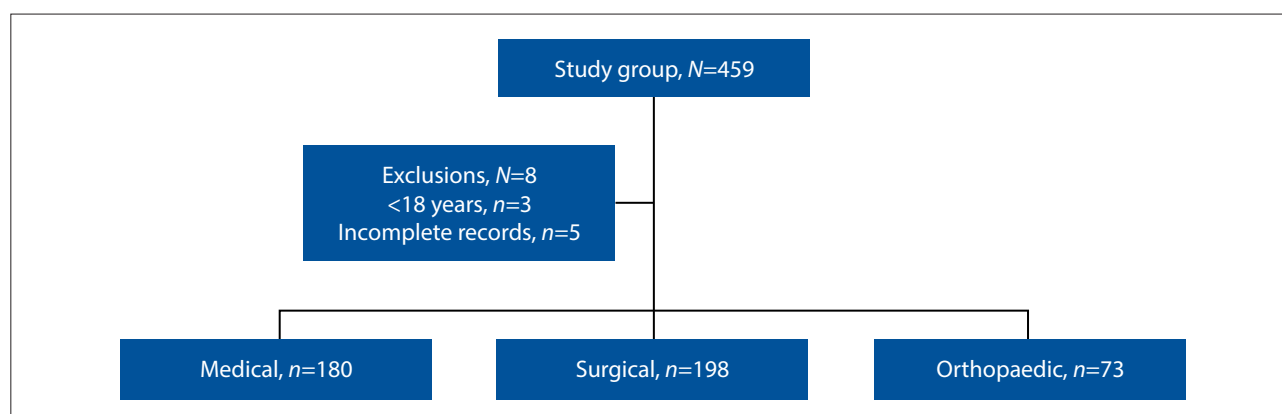 Study group, N=459
Exclusions, N=8
<18 years, n=3
Incomplete records, n=5
Medical, n=180
Surgical, n=198
Orthopaedic, n=73